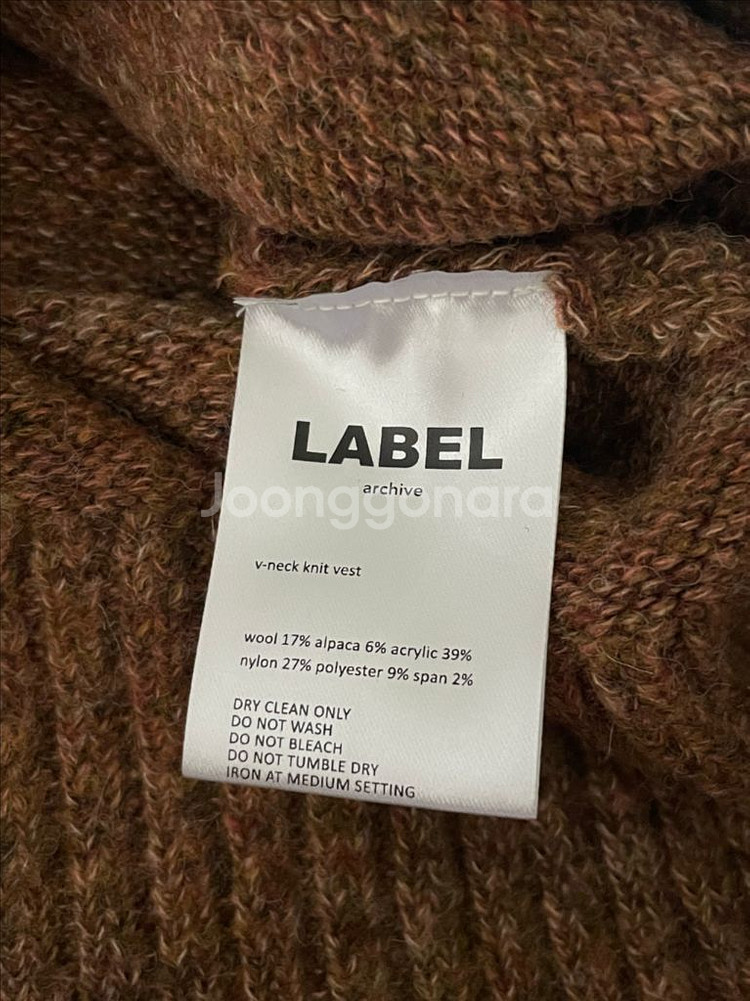 LABEL
archive
Joonggonara
v-neck knit vest
wool 17% alpaca 6% acrylic 39%
nylon 27% polyester 9% span 2%
DRY CLEAN ONLY
DO NOT WASH
DO NOT BLEACH
DO NOT TUMBLE DRY
IRON AT MEDIUM SETTING